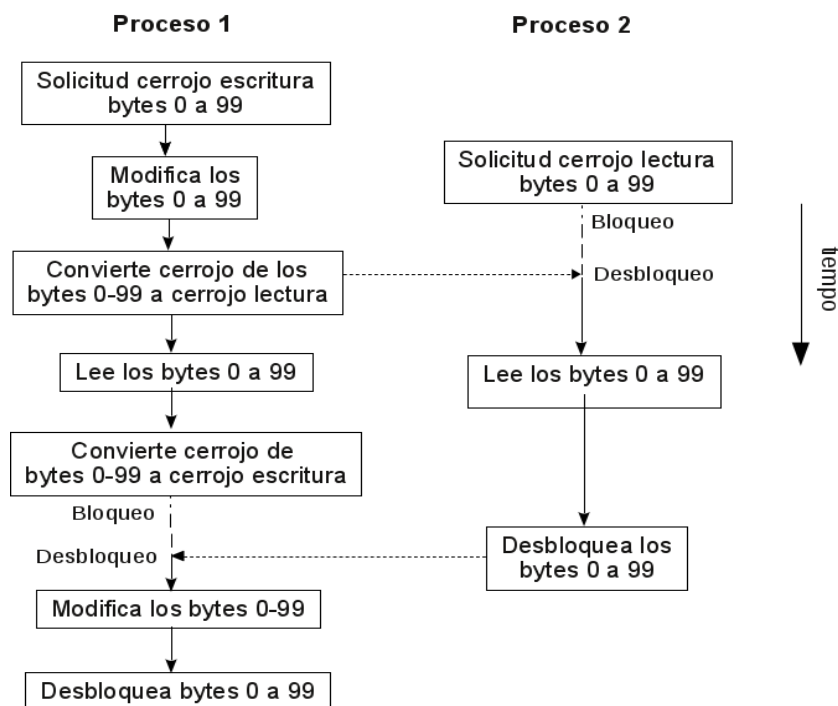 Proceso 1
Proceso 2
Solicitud cerrojo escritura
bytes 0 a 99
Solicitud cerrojo lectura
bytes 0 a 99
Modifica los
bytes 0 a 99
Bloqueo
Convierte cerrojo de los
bytes 0-99 a cerrojo lectura
Desbloqueo
tiempo
Lee los bytes 0 a 99
Lee los bytes 0 a 99
Convierte cerrojo de
bytes 0-99 a cerrojo escritura
Bloqueo
Desbloqueo
Desbloquea los
bytes 0 a 99
Modifica los bytes 0-99
Desbloquea bytes 0 a 99